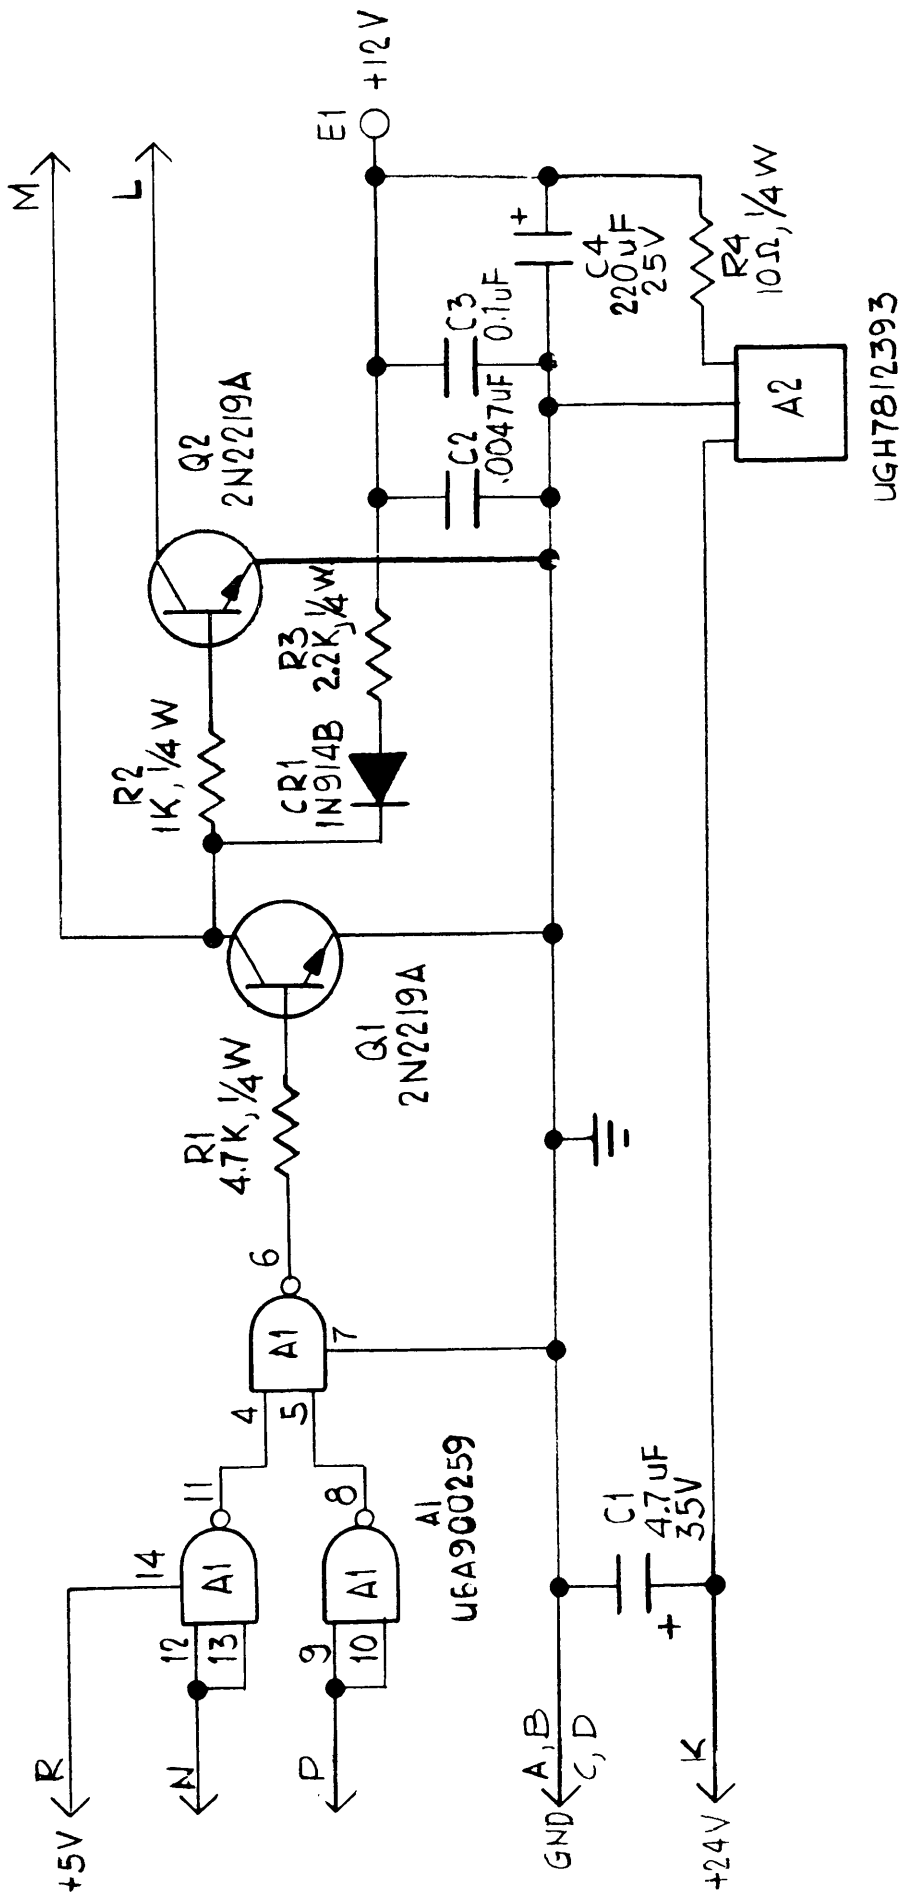 +5V
R
14
N
12
13
A1
11
P
9
10
A1
8
A1
U6A900259
4
5
A1
7
6
R1
4.7K, 1/4W
Q1
2N2219A
R2
1K, 1/4W
CR1
1N914B
R3
2.2K, 1/4W
Q2
2N2219A
M
L
E1
+12V
C2
.0047uF
C3
0.1uF
+
C4
220uF
25V
R4
10Ω, 1/4W
A2
UGH7812393
GND
A, B
C, D
C1
4.7uF
35V
+
+24V
K